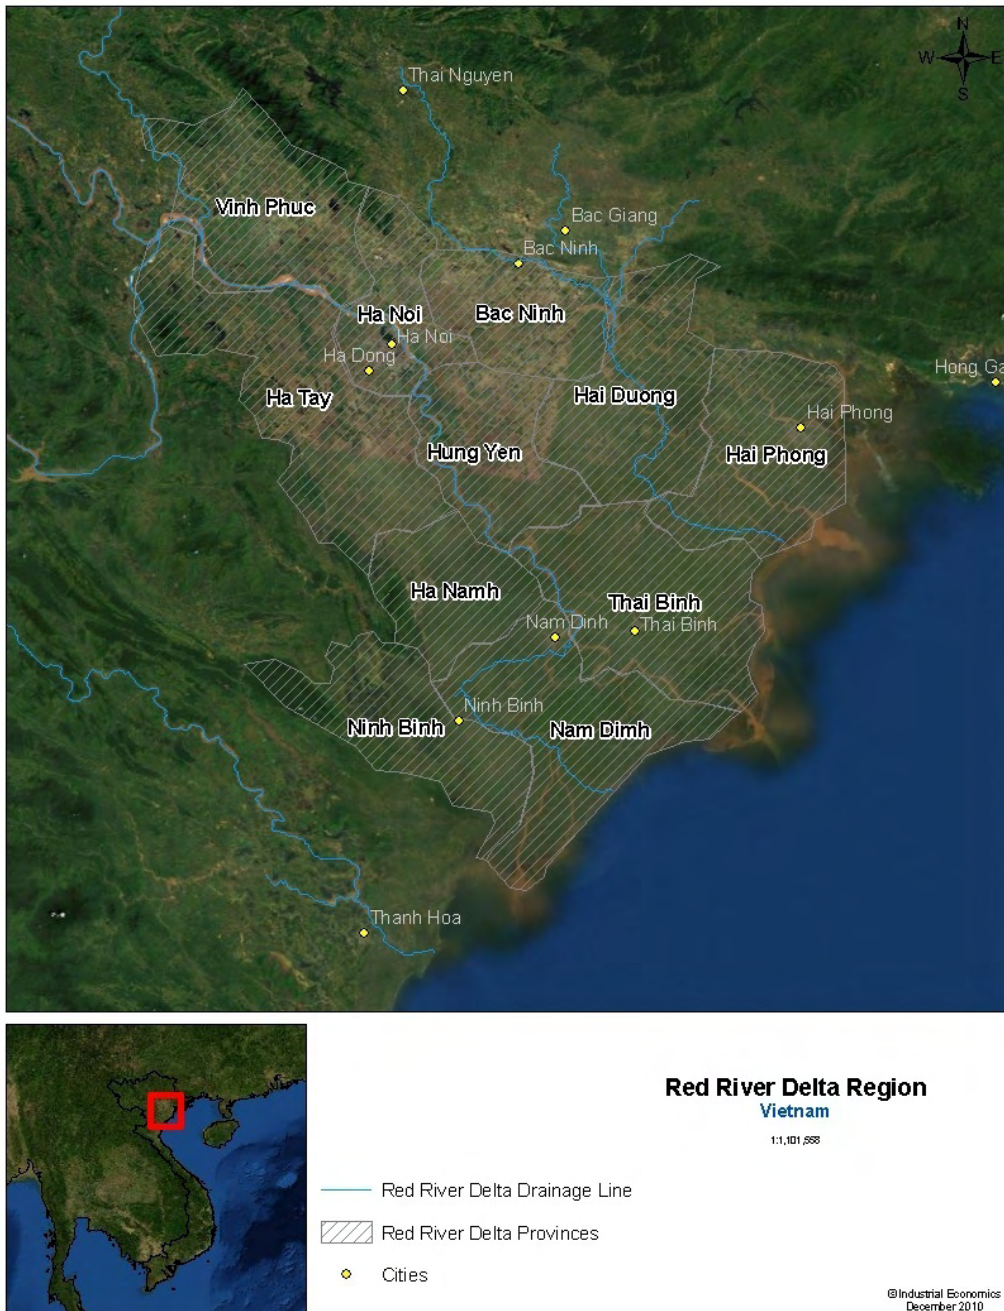 N
W E
S
Thai Nguyen
Vinh Phuc
Bac Giang
Bac Ninh
Ha Noi
Bac Ninh
Ha Noi
Ha Dong
Hong Ga
Ha Tay
Hai Duong
Hai Phong
Hung Yen
Hai Phong
Ha Namh
Thai Binh
Nam Dinh
Thai Binh
Ninh Binh
Ninh Binh
Nam Dimh
Thanh Hoa
Red River Delta Region
Vietnam
1:1,101,558
Red River Delta Drainage Line
Red River Delta Provinces
Cities
©Industrial Economics
December 2010